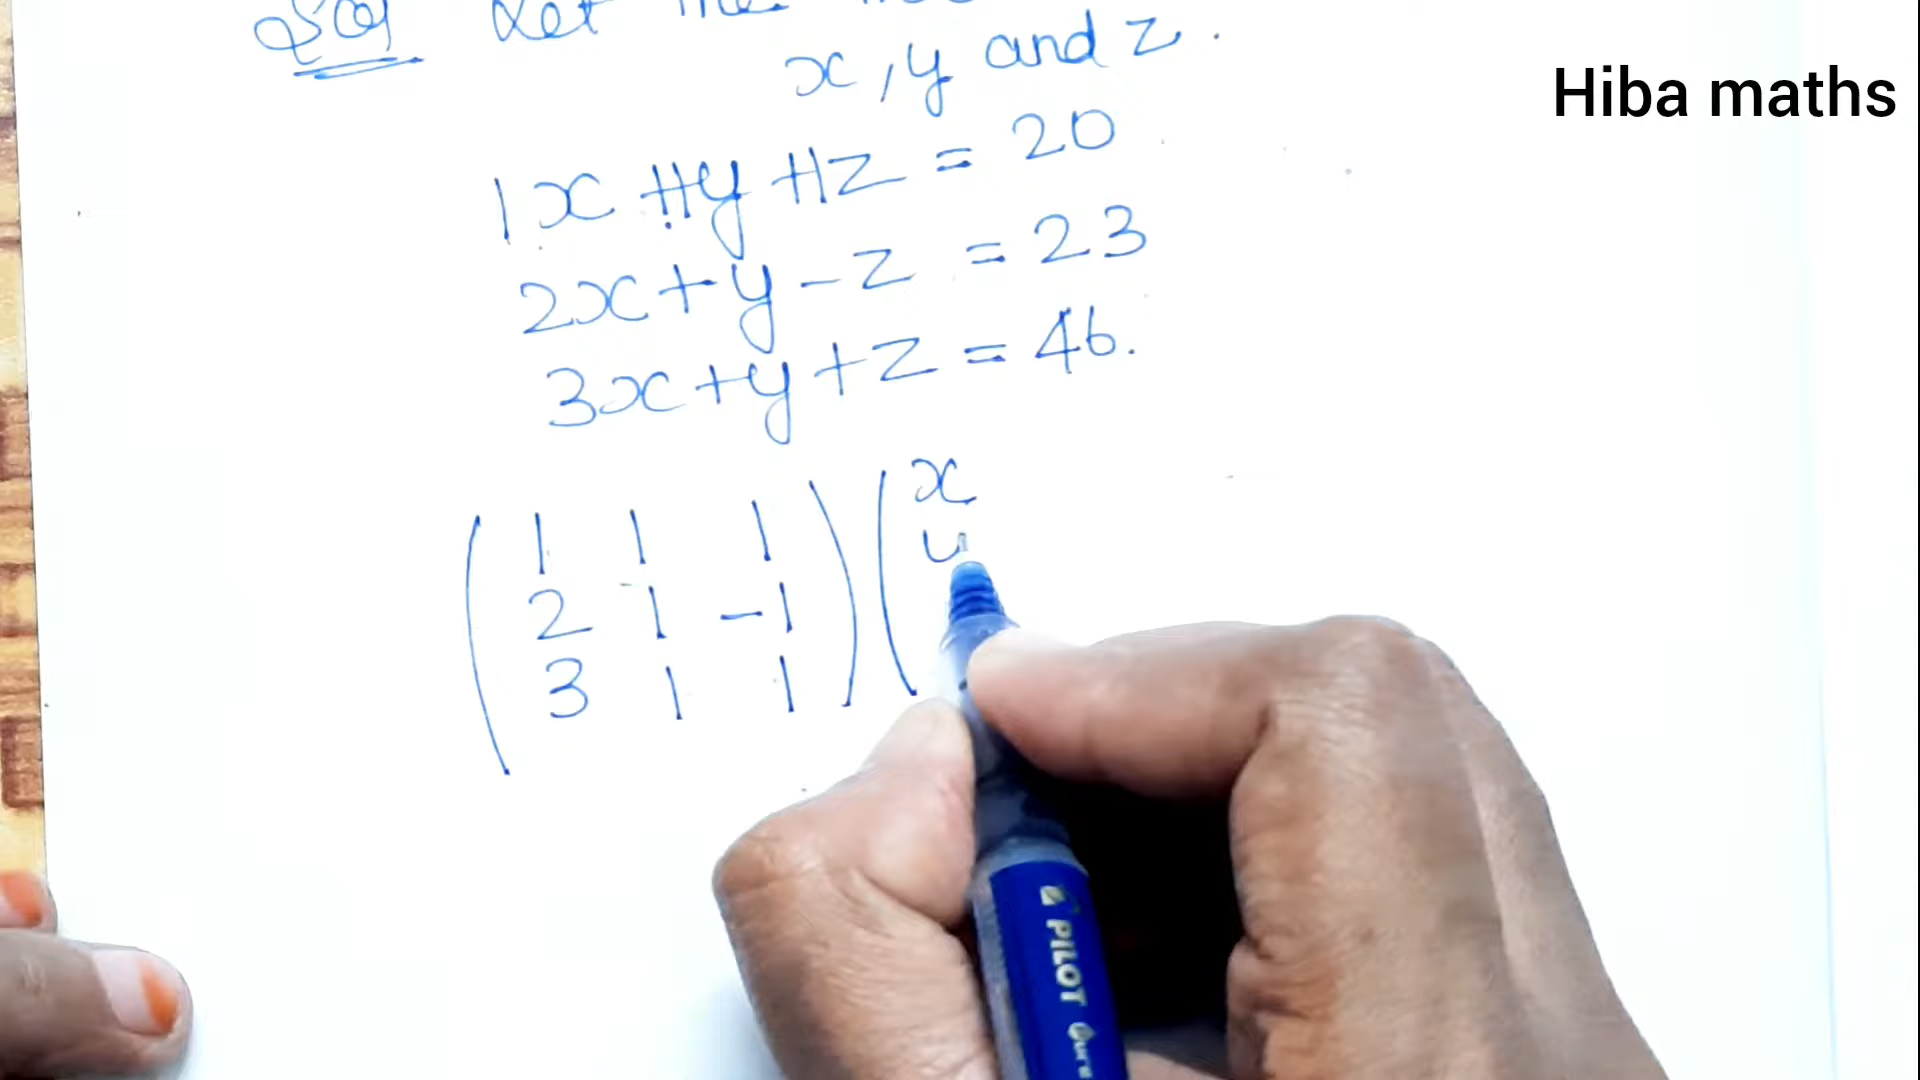 Sol Let the
x, y and z.
Hiba maths
1x +1y +1z = 20
2x + y - z = 23
3x + y + z = 46.
( 1 1 1 ) ( x
2 1 -1 y
3 1 1
PILOT